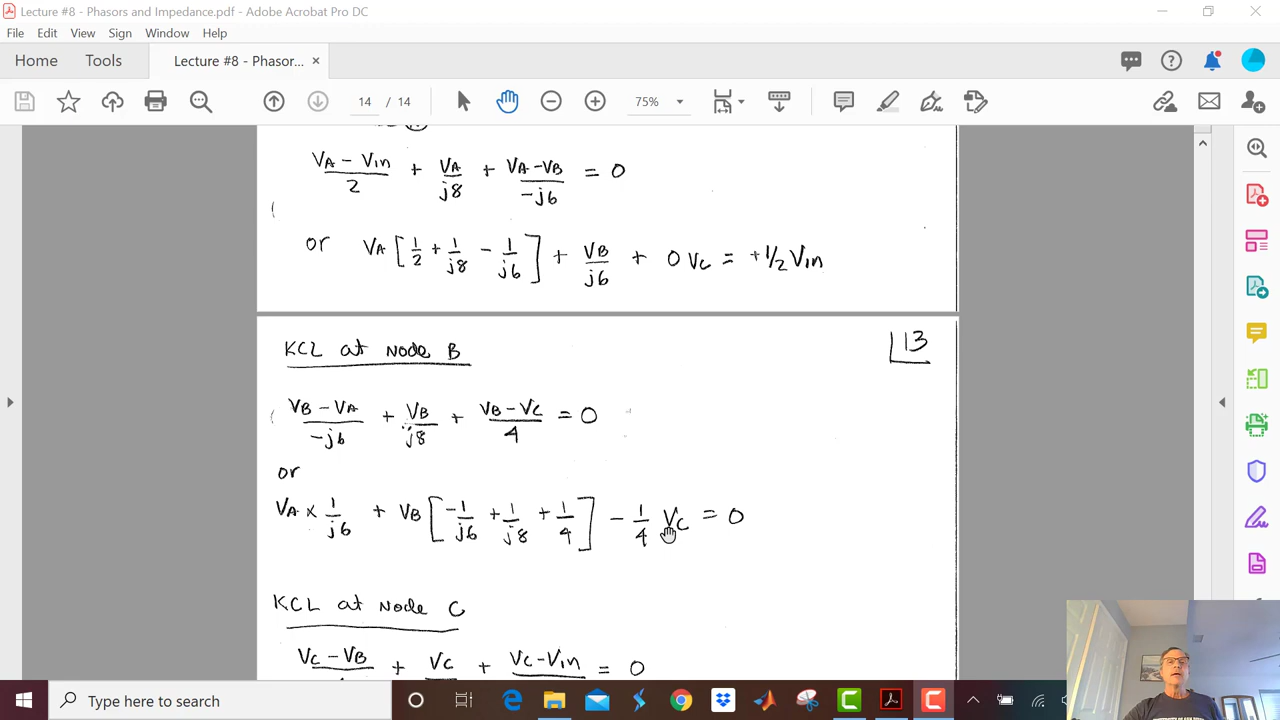 Lecture #8 - Phasors and Impedance.pdf - Adobe Acrobat Pro DC
File Edit View Sign Window Help
Home Tools Lecture #8 - Phasor... ×
14 / 14 75%
VA - Vin / 2 + VA / j8 + VA - VB / -j6 = 0
or VA [ 1/2 + 1/j8 - 1/j6 ] + VB/j6 + 0 VC = +1/2 Vin
KCL at Node B
13
VB - VA / -j6 + VB / j8 + VB - VC / 4 = 0
or
VA × 1/j6 + VB [ -1/j6 + 1/j8 + 1/4 ] - 1/4 VC = 0
KCL at Node C
VC - VB + VC + VC - Vin = 0
Type here to search